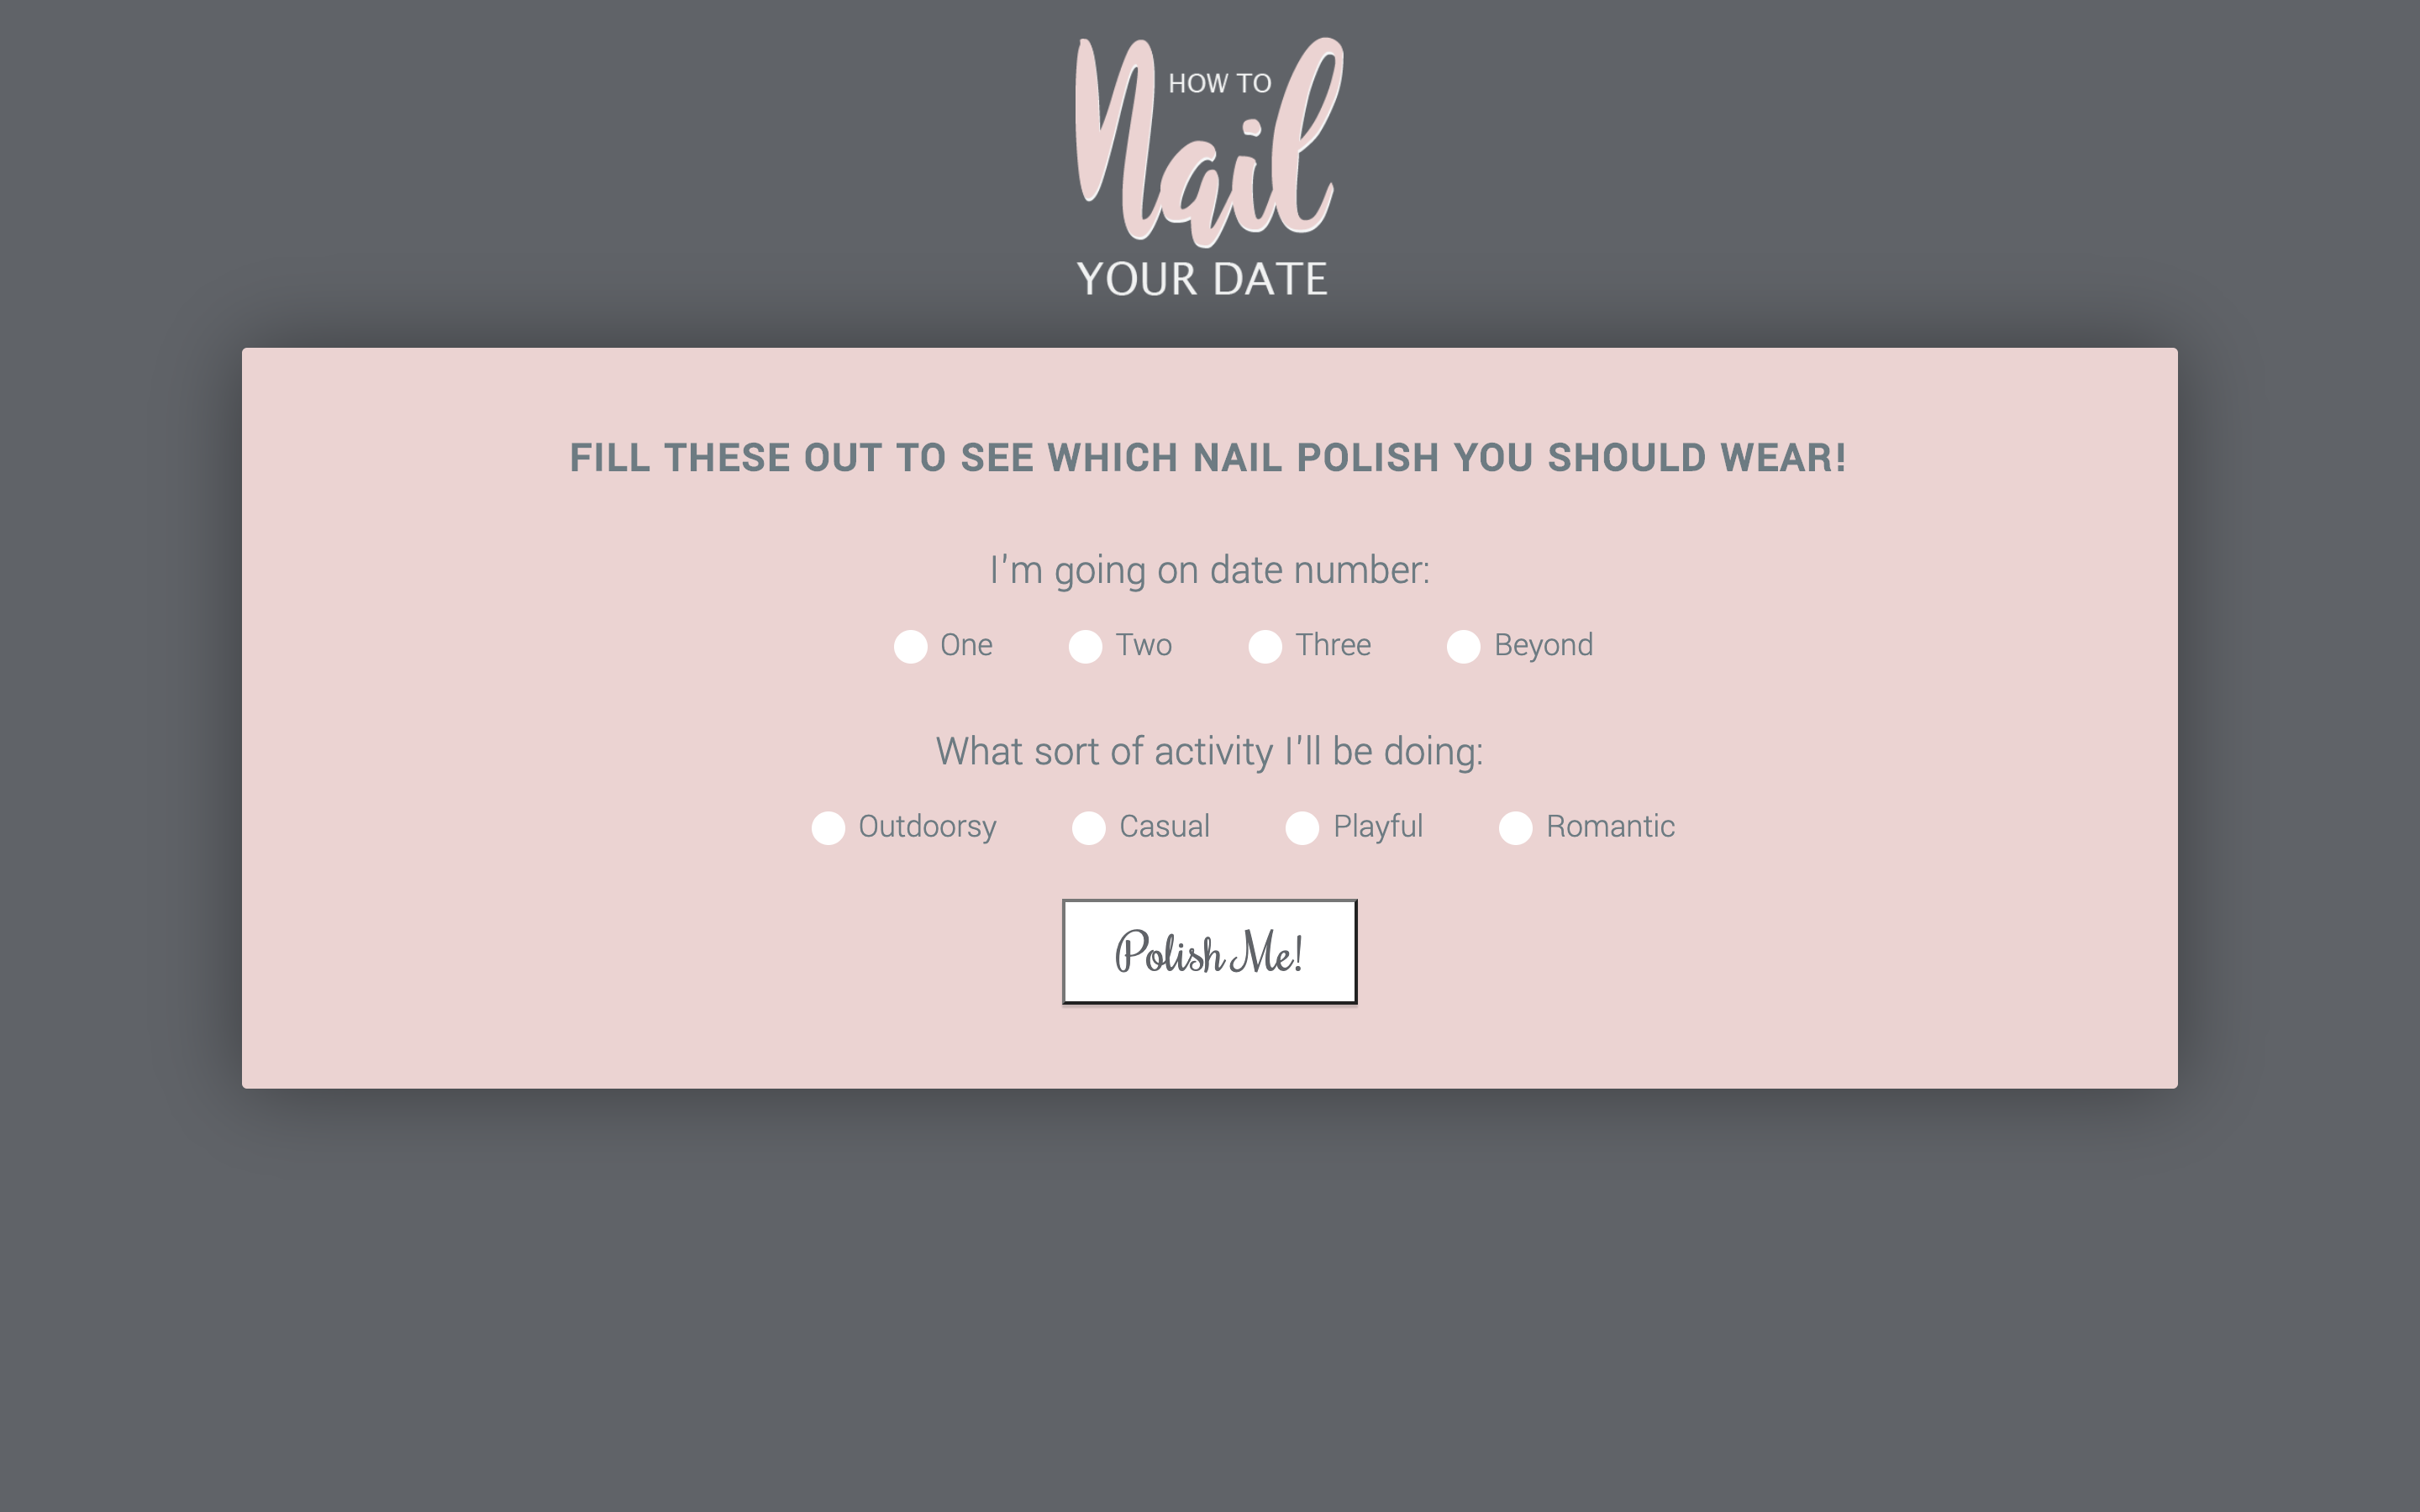 HOW TO
Nail
YOUR DATE
FILL THESE OUT TO SEE WHICH NAIL POLISH YOU SHOULD WEAR!
I'm going on date number:
One Two Three Beyond
What sort of activity I'll be doing:
Outdoorsy Casual Playful Romantic
Polish Me!